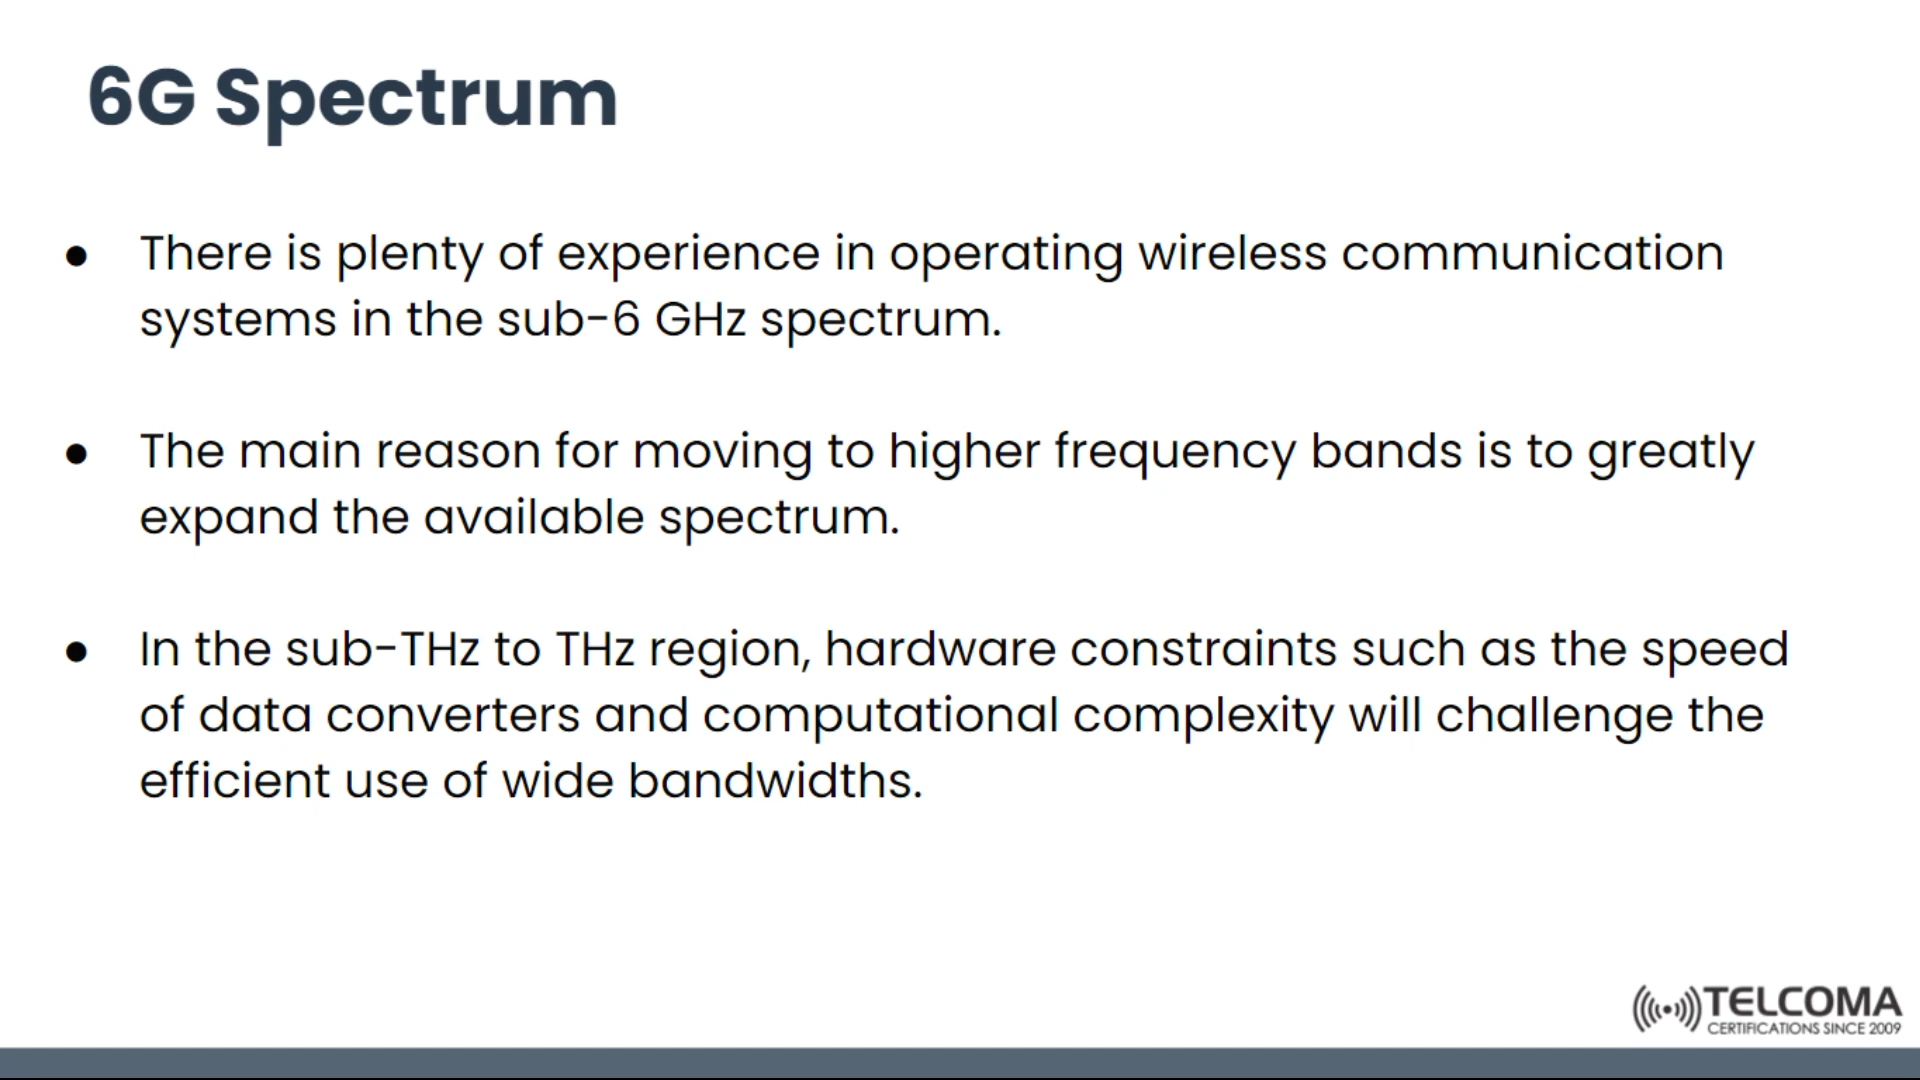 6G Spectrum
● There is plenty of experience in operating wireless communication
systems in the sub-6 GHz spectrum.
● The main reason for moving to higher frequency bands is to greatly
expand the available spectrum.
● In the sub-THz to THz region, hardware constraints such as the speed
of data converters and computational complexity will challenge the
efficient use of wide bandwidths.
TELCOMA
CERTIFICATIONS SINCE 2009